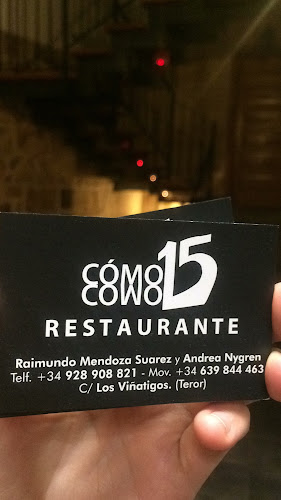 CÓMO 15
COMO
RESTAURANTE
Raimundo Mendoza Suarez y Andrea Nygren
Telf. +34 928 908 821 - Mov. +34 639 844 463
C/ Los Viñatigos. (Teror)